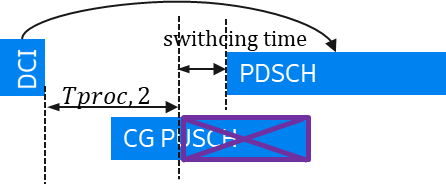 swithcing time
DCI
PDSCH
Tproc, 2
CG PUSCH